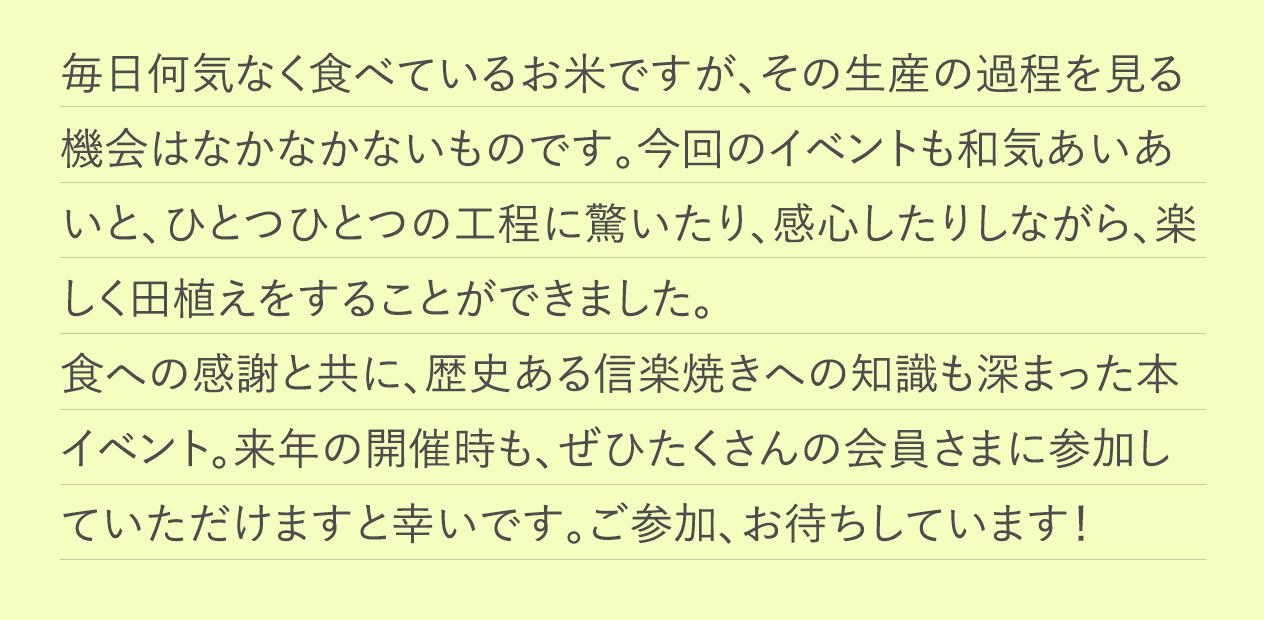 毎日何気なく食べているお米ですが、その生産の過程を見る
機会はなかなかないものです。今回のイベントも和気あいあ
いと、ひとつひとつの工程に驚いたり、感心したりしながら、楽
しく田植えをすることができました。
食への感謝と共に、歴史ある信楽焼きへの知識も深まった本
イベント。来年の開催時も、ぜひたくさんの会員さまに参加し
ていただけますと幸いです。ご参加、お待ちしています！